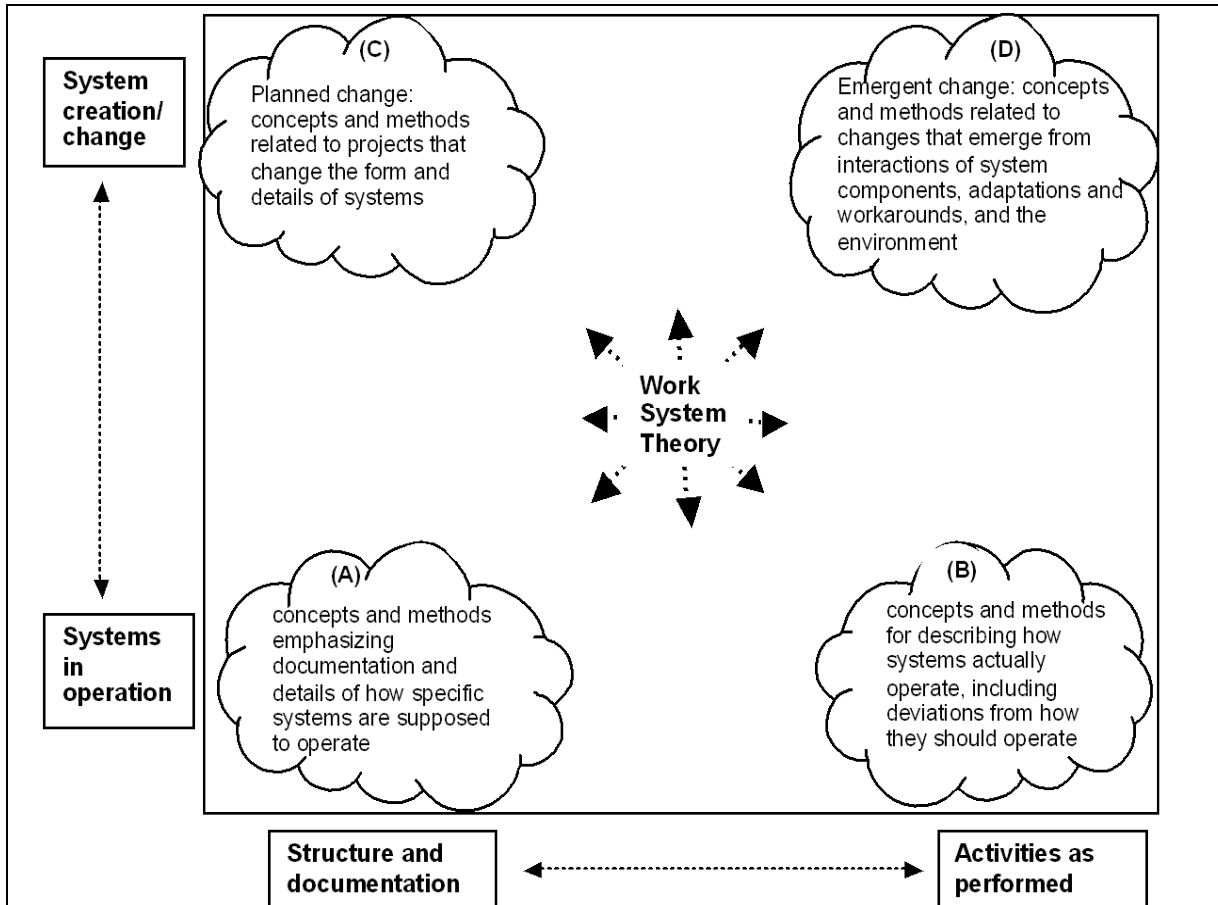 System
creation/
change
(C)
Planned change:
concepts and methods
related to projects that
change the form and
details of systems
(D)
Emergent change: concepts
and methods related to
changes that emerge from
interactions of system
components, adaptations and
workarounds, and the
environment
Work
System
Theory
Systems
in
operation
(A)
concepts and methods
emphasizing
documentation and
details of how specific
systems are supposed
to operate
(B)
concepts and methods
for describing how
systems actually
operate, including
deviations from how
they should operate
Structure and
documentation
Activities as
performed